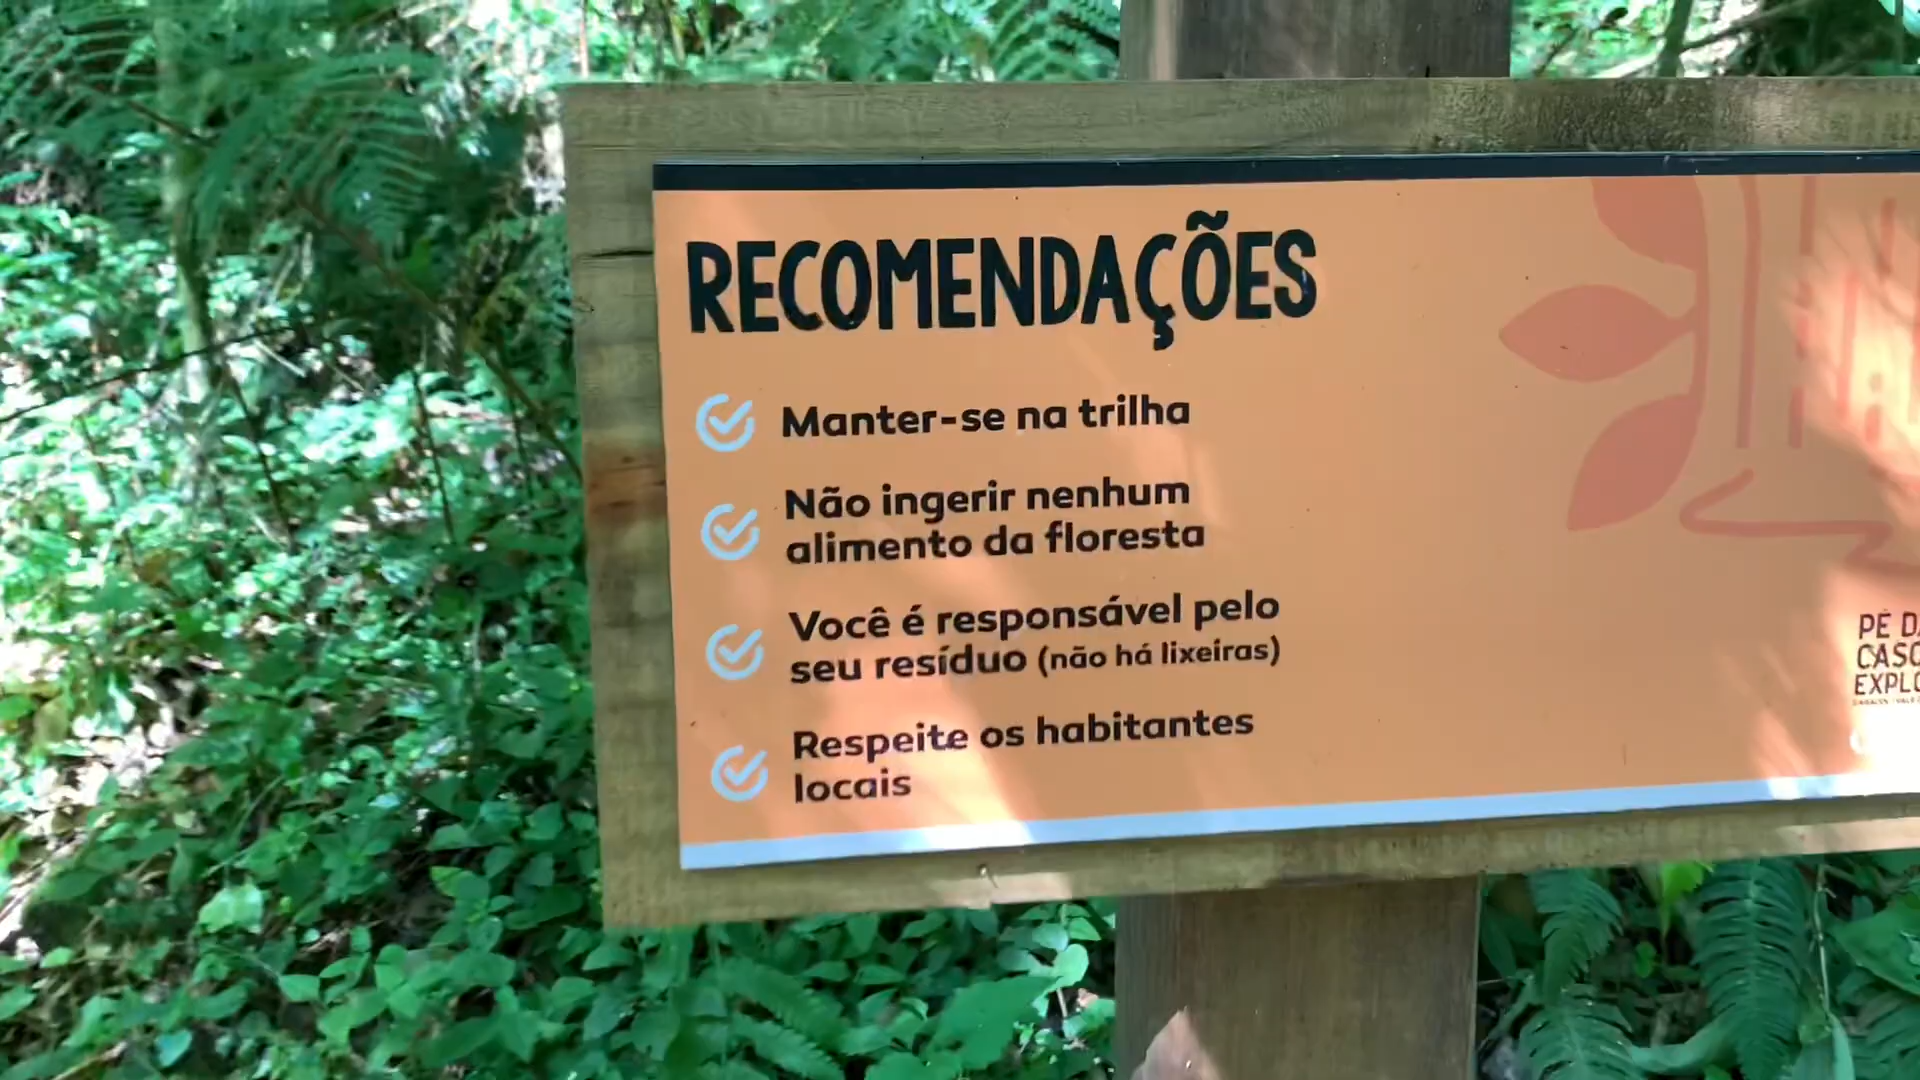 RECOMENDAÇÕES
Manter-se na trilha
Não ingerir nenhum
alimento da floresta
Você é responsável pelo
seu resíduo (não há lixeiras)
Respeite os habitantes
locais
PÉ